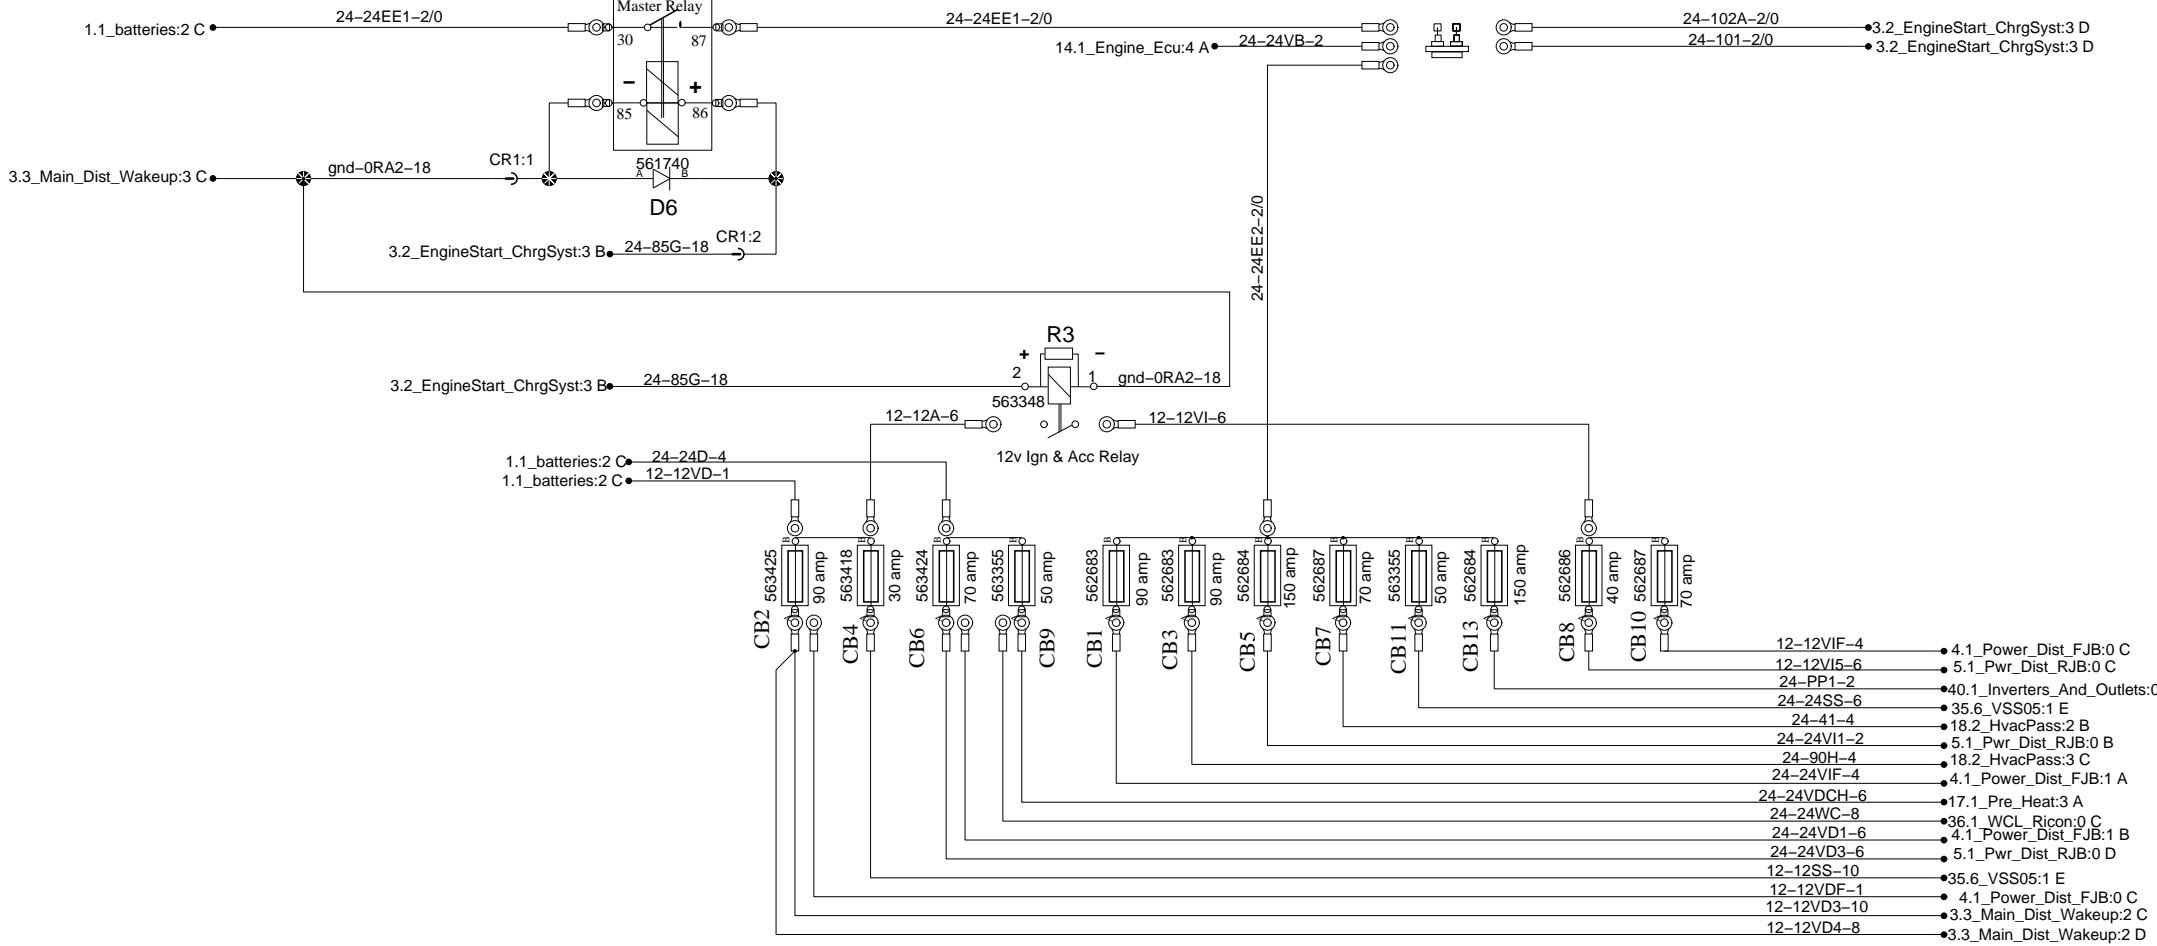 Master Relay
24-24EE1-2/0
1.1_batteries:2 C
30
87
24-24EE1-2/0
14.1_Engine_Ecu:4 A
24-24VB-2
24-102A-2/0
3.2_EngineStart_ChrgSyst:3 D
24-101-2/0
3.2_EngineStart_ChrgSyst:3 D
-
+
85
86
3.3_Main_Dist_Wakeup:3 C
gnd-0RA2-18
CR1:1
561740
A
B
D6
3.2_EngineStart_ChrgSyst:3 B
24-85G-18
CR1:2
24-24EE2-2/0
R3
+
-
3.2_EngineStart_ChrgSyst:3 B
24-85G-18
2
1
gnd-0RA2-18
563348
12-12A-6
12-12VI-6
12v Ign & Acc Relay
1.1_batteries:2 C
24-24D-4
1.1_batteries:2 C
12-12VD-1
B
563425
90 amp
A
CB2
B
563418
30 amp
A
CB4
B
563424
70 amp
A
CB6
B
563355
50 amp
A
CB9
B
562683
90 amp
A
CB1
B
562683
90 amp
A
CB3
B
562684
150 amp
A
CB5
B
562687
70 amp
A
CB7
B
563355
50 amp
A
CB11
B
562684
150 amp
A
CB13
B
562686
40 amp
A
CB8
B
562687
70 amp
A
CB10
12-12VIF-4
4.1_Power_Dist_FJB:0 C
12-12VI5-6
5.1_Pwr_Dist_RJB:0 C
24-PP1-2
40.1_Inverters_And_Outlets:0
24-24SS-6
35.6_VSS05:1 E
24-41-4
18.2_HvacPass:2 B
24-24VI1-2
5.1_Pwr_Dist_RJB:0 B
24-90H-4
18.2_HvacPass:3 C
24-24VIF-4
4.1_Power_Dist_FJB:1 A
24-24VDCH-6
17.1_Pre_Heat:3 A
24-24WC-8
36.1_WCL_Ricon:0 C
24-24VD1-6
4.1_Power_Dist_FJB:1 B
24-24VD3-6
5.1_Pwr_Dist_RJB:0 D
12-12SS-10
35.6_VSS05:1 E
12-12VDF-1
4.1_Power_Dist_FJB:0 C
12-12VD3-10
3.3_Main_Dist_Wakeup:2 C
12-12VD4-8
3.3_Main_Dist_Wakeup:2 D